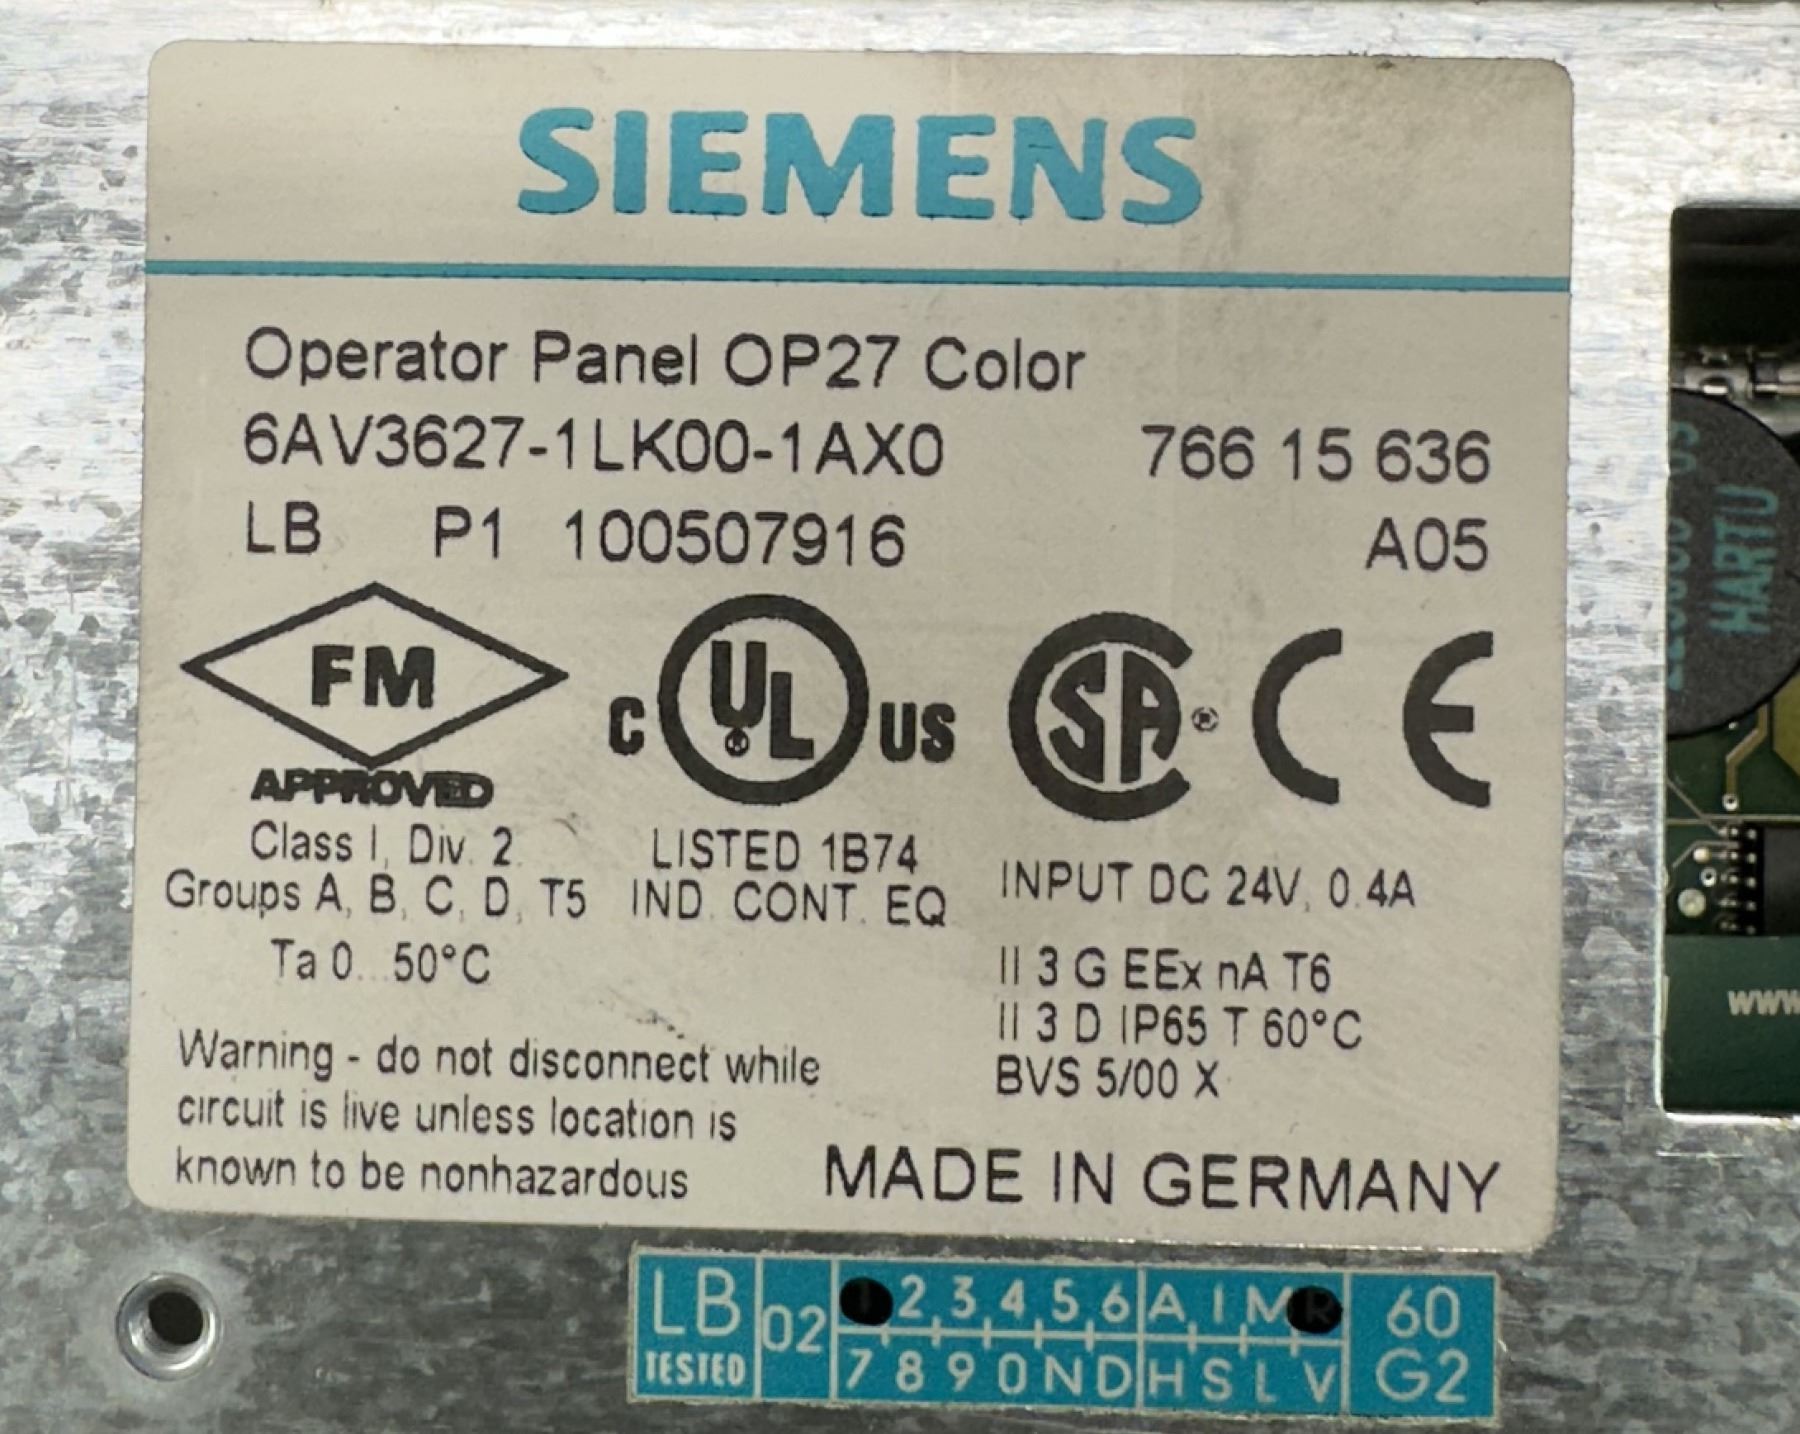 SIEMENS
Operator Panel OP27 Color
6AV3627-1LK00-1AX0 766 15 636
LB P1 100507916 A05
FM
APPROVED
C UL® US
SA®
CE
Class I, Div. 2
Groups A, B, C, D, T5
Ta 0...50°C
LISTED 1B74
IND. CONT. EQ
INPUT DC 24V, 0.4A
II 3 G EEx nA T6
II 3 D IP65 T 60°C
BVS 5/00 X
Warning - do not disconnect while
circuit is live unless location is
known to be nonhazardous
MADE IN GERMANY
LB TESTED
02
2 3 4 5 6 A I M R
7 8 9 0 N D H S L V
60
G2
HARTU
www